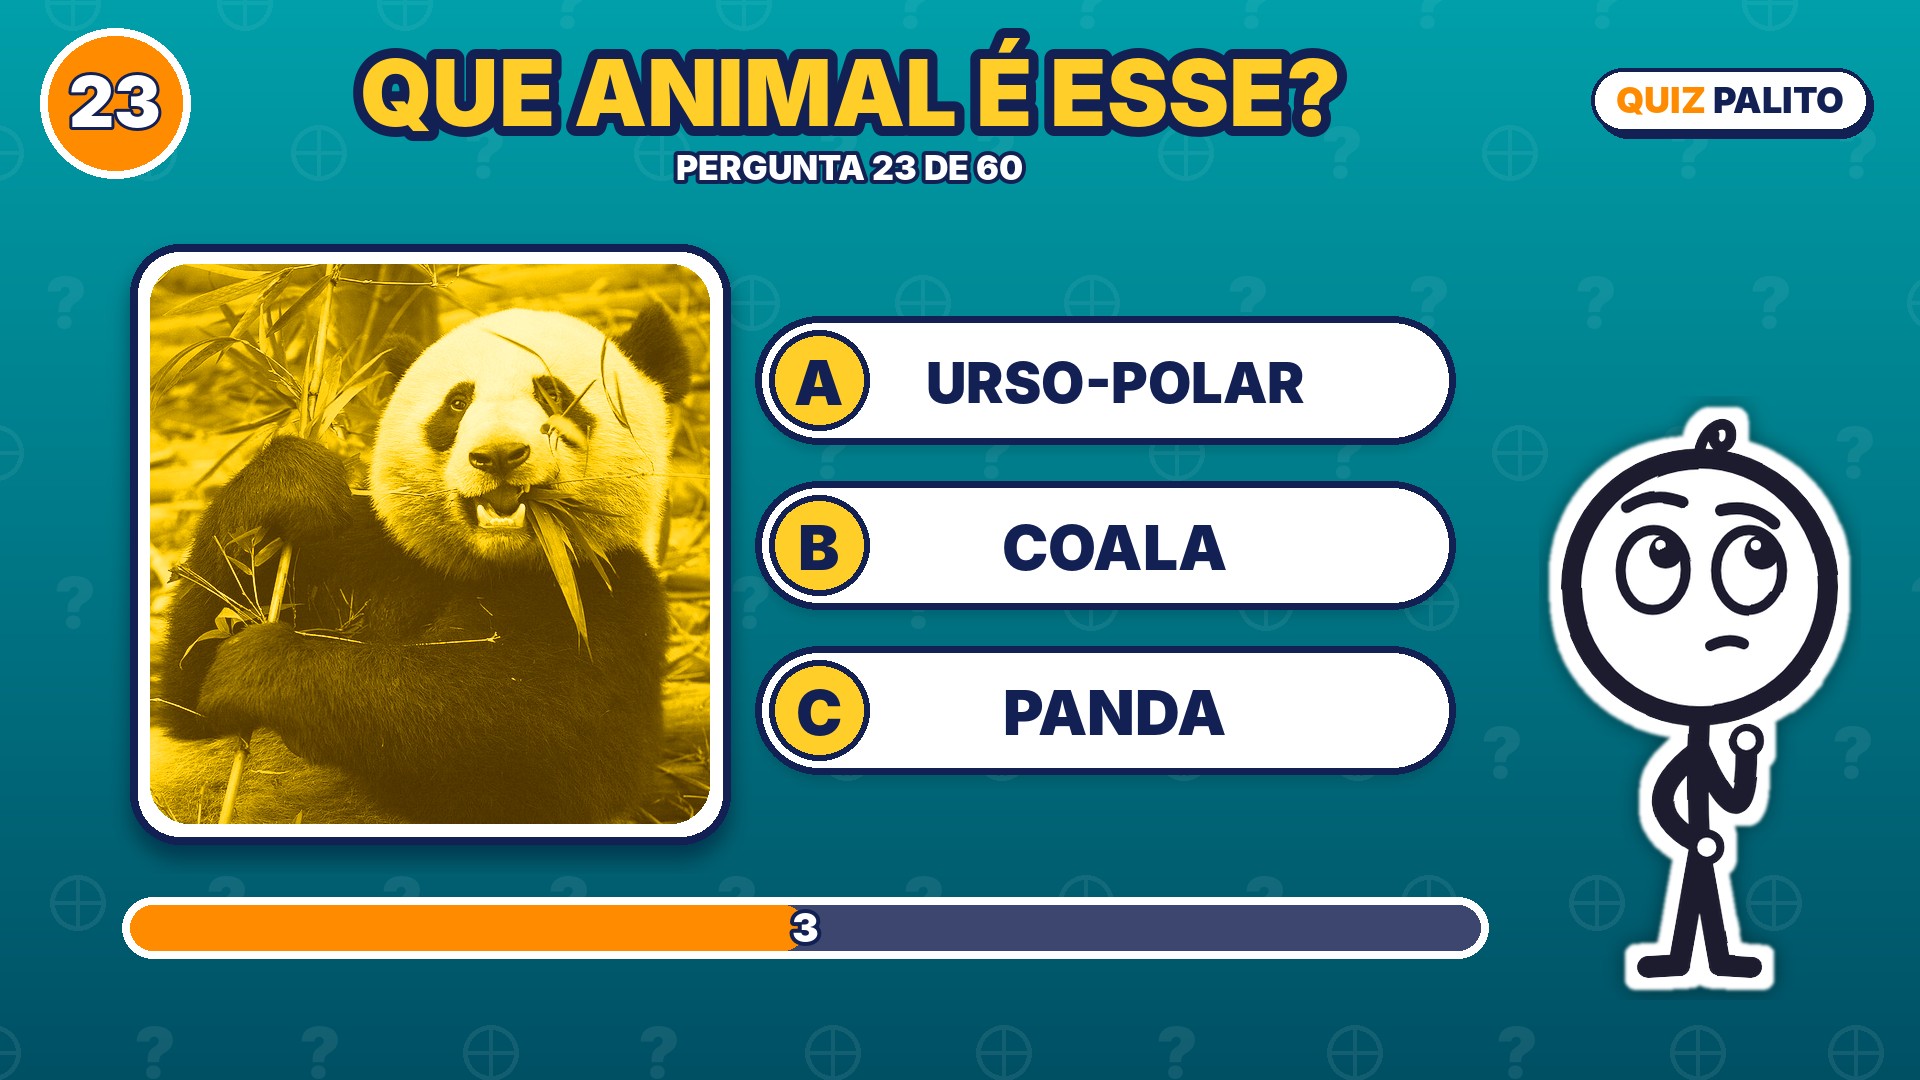 23
QUE ANIMAL É ESSE?
PERGUNTA 23 DE 60
QUIZ PALITO
A URSO-POLAR
B COALA
C PANDA
3